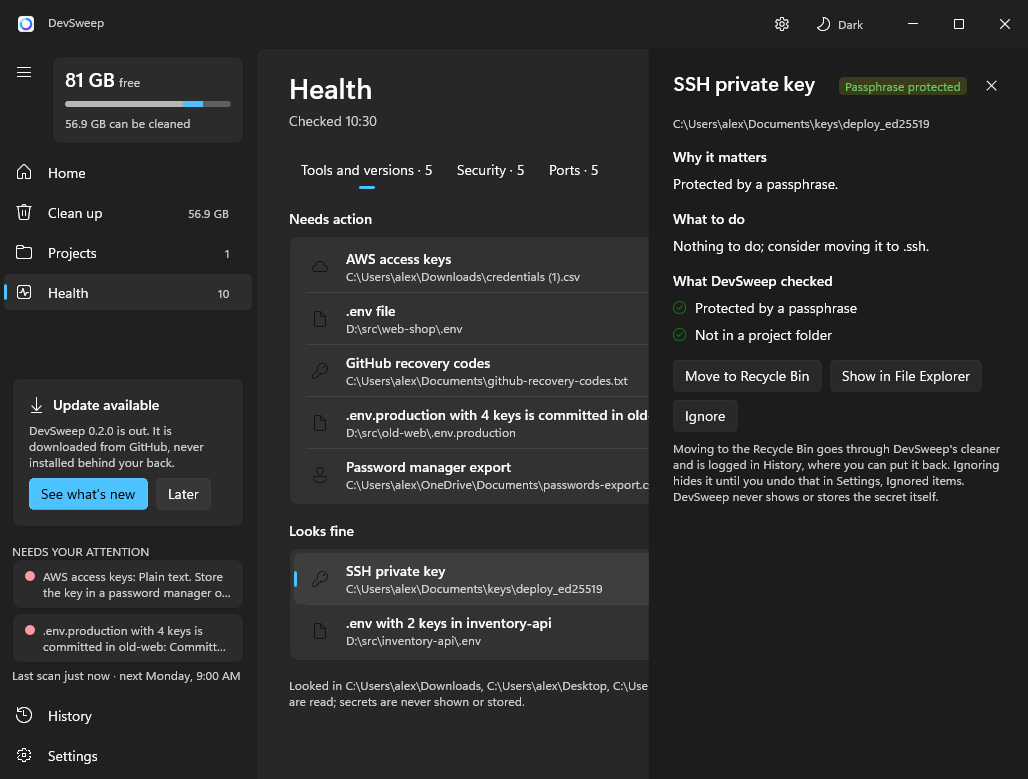 DevSweep
Dark
81 GB free
56.9 GB can be cleaned
Home
Clean up 56.9 GB
Projects 1
Health 10
Update available
DevSweep 0.2.0 is out. It is
downloaded from GitHub, never
installed behind your back.
See what's new
Later
NEEDS YOUR ATTENTION
AWS access keys: Plain text. Store
the key in a password manager o...
.env.production with 4 keys is
committed in old-web: Committ...
Last scan just now · next Monday, 9:00 AM
History
Settings
Health
Checked 10:30
Tools and versions · 5
Security · 5
Ports · 5
Needs action
AWS access keys
C:\Users\alex\Downloads\credentials (1).csv
.env file
D:\src\web-shop\.env
GitHub recovery codes
C:\Users\alex\Documents\github-recovery-codes.txt
.env.production with 4 keys is committed in old-
D:\src\old-web\.env.production
Password manager export
C:\Users\alex\OneDrive\Documents\passwords-export.c
Looks fine
SSH private key
C:\Users\alex\Documents\keys\deploy_ed25519
.env with 2 keys in inventory-api
D:\src\inventory-api\.env
Looked in C:\Users\alex\Downloads, C:\Users\alex\Desktop, C:\Use
are read; secrets are never shown or stored.
SSH private key
Passphrase protected
C:\Users\alex\Documents\keys\deploy_ed25519
Why it matters
Protected by a passphrase.
What to do
Nothing to do; consider moving it to .ssh.
What DevSweep checked
Protected by a passphrase
Not in a project folder
Move to Recycle Bin
Show in File Explorer
Ignore
Moving to the Recycle Bin goes through DevSweep's cleaner
and is logged in History, where you can put it back. Ignoring
hides it until you undo that in Settings, Ignored items.
DevSweep never shows or stores the secret itself.